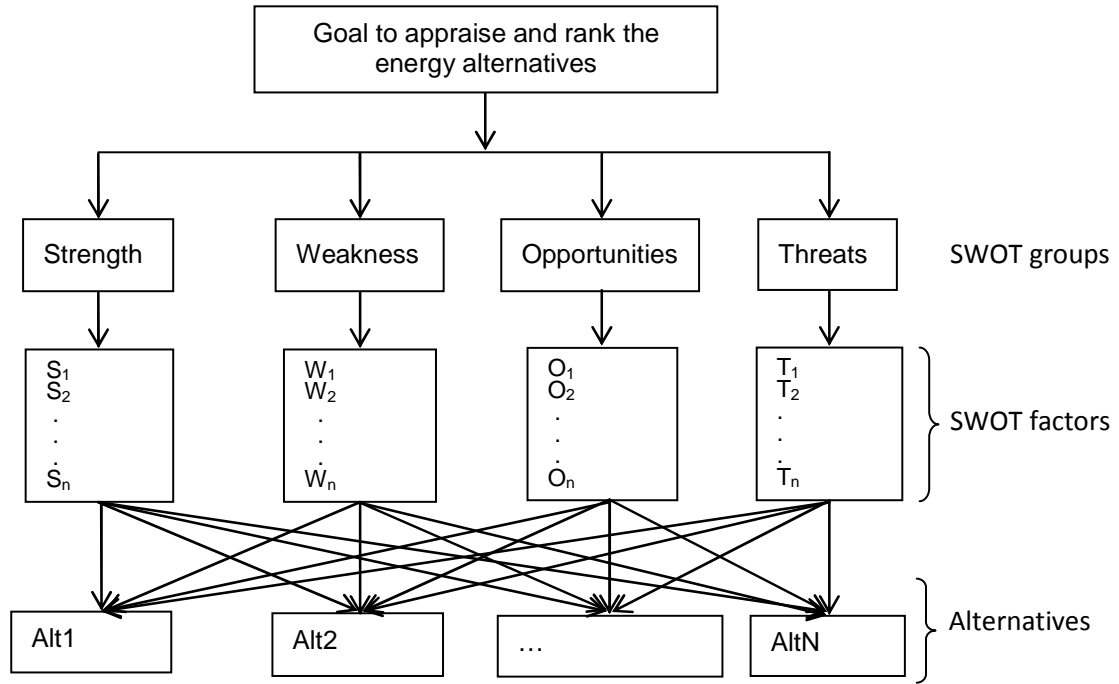 Goal to appraise and rank the
energy alternatives
Strength
Weakness
Opportunities
Threats
SWOT groups
S₁
S₂
.
.
.
Sₙ
W₁
W₂
.
.
.
Wₙ
O₁
O₂
.
.
.
Oₙ
T₁
T₂
.
.
.
Tₙ
SWOT factors
Alt1
Alt2
…
AltN
Alternatives